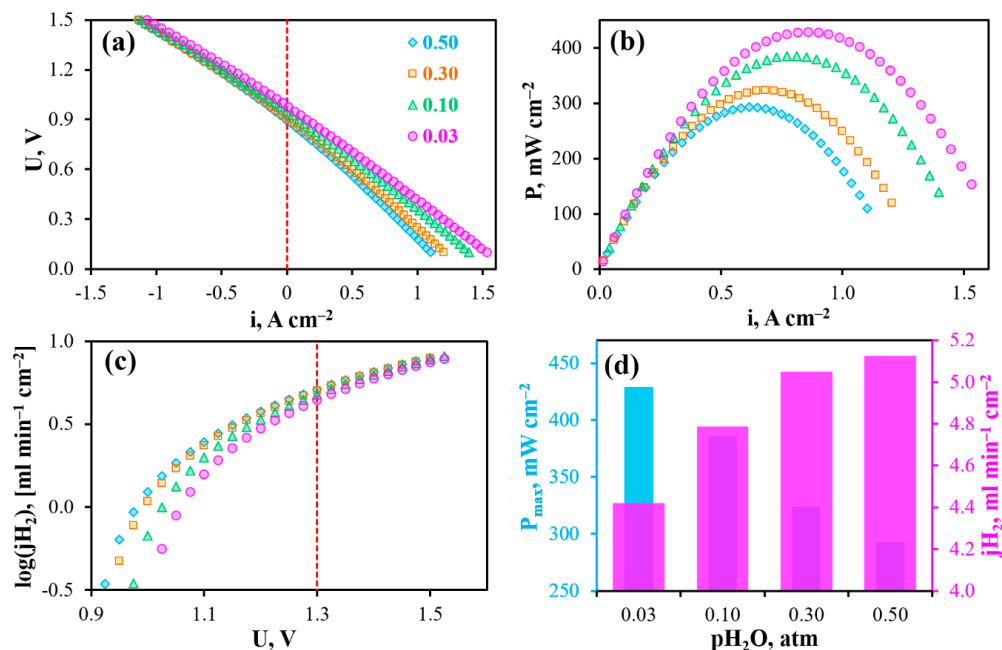 (a)
0.50
0.30
0.10
0.03
U, V
1.5
1.2
0.9
0.6
0.3
0.0
-1.5 -1 -0.5 0 0.5 1 1.5
i, A cm⁻²
(b)
P, mW cm⁻²
400
300
200
100
0
0.0 0.5 1.0 1.5
i, A cm⁻²
(c)
log(jH₂), [ml min⁻¹ cm⁻²]
1.0
0.5
0.0
-0.5
0.9 1.1 1.3 1.5
U, V
(d)
Pmax, mW cm⁻²
450
400
350
300
250
jH₂, ml min⁻¹ cm²
5.2
5.0
4.8
4.6
4.4
4.2
4.0
0.03 0.10 0.30 0.50
pH₂O, atm